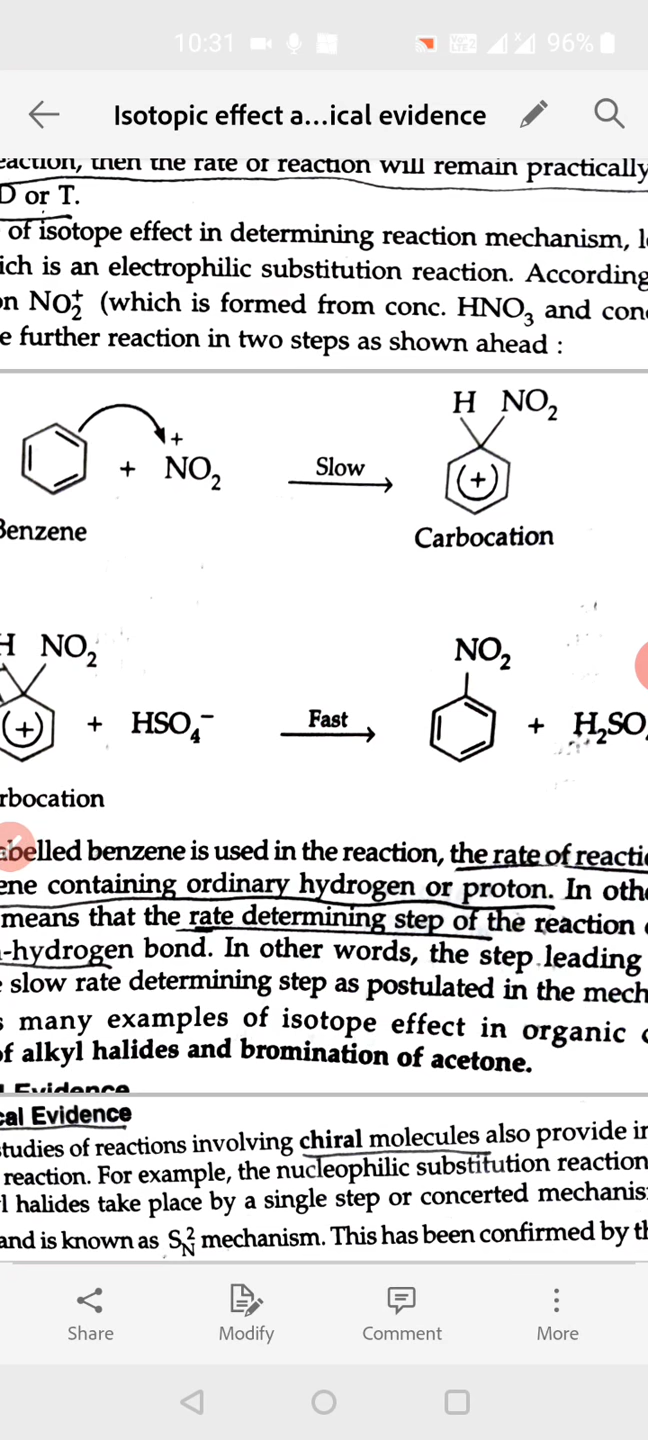 10:31 96%
Isotopic effect a...ical evidence
eaction, then the rate of reaction will remain practically
D or T.
of isotope effect in determining reaction mechanism, l
ich is an electrophilic substitution reaction. According
on NO₂⁺ (which is formed from conc. HNO₃ and con
e further reaction in two steps as shown ahead :
H NO₂
+ NO₂ + Slow (+)
Benzene Carbocation
H NO₂ NO₂
(+) + HSO₄⁻ Fast + H₂SO
rbocation
abelled benzene is used in the reaction, the rate of reacti
ene containing ordinary hydrogen or proton. In oth
means that the rate determining step of the reaction
-hydrogen bond. In other words, the step leading
slow rate determining step as postulated in the mech
s many examples of isotope effect in organic
of alkyl halides and bromination of acetone.
l Evidence
cal Evidence
studies of reactions involving chiral molecules also provide i
reaction. For example, the nucleophilic substitution reaction
l halides take place by a single step or concerted mechanis
and is known as S_N² mechanism. This has been confirmed by th
Share Modify Comment More